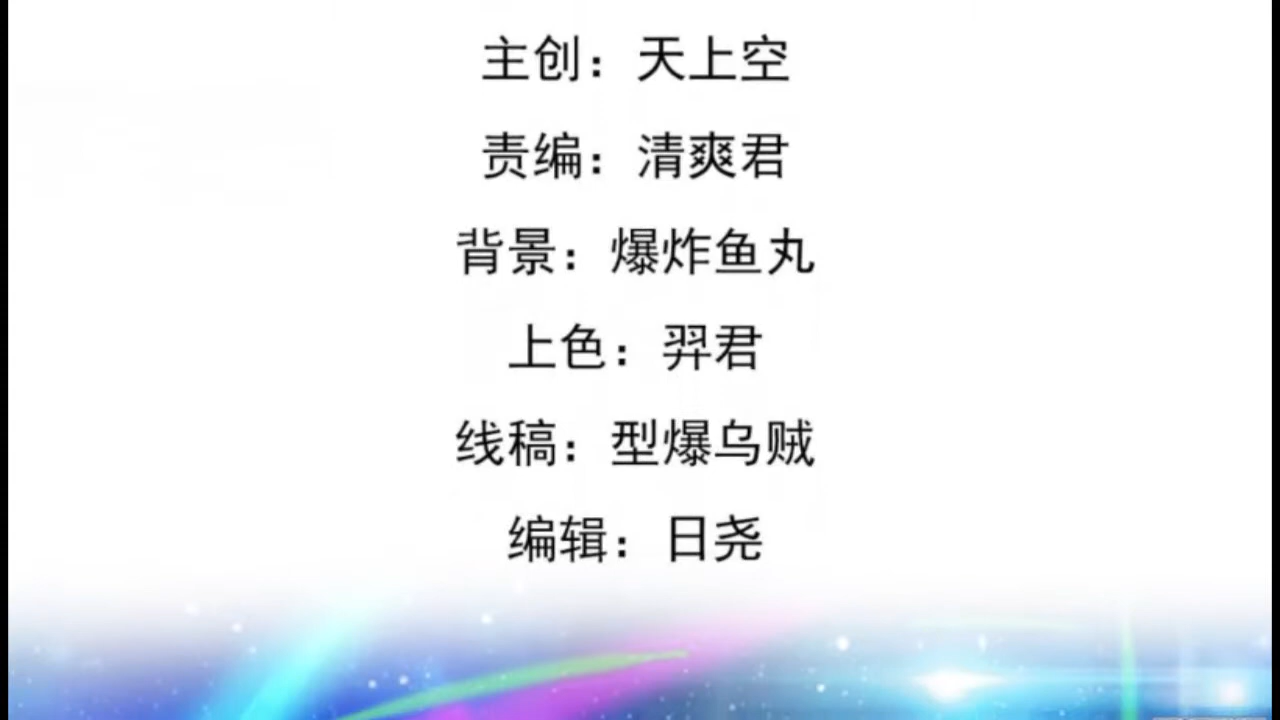 主创：天上空
责编：清爽君
背景：爆炸鱼丸
上色：羿君
线稿：型爆乌贼
编辑：日尧